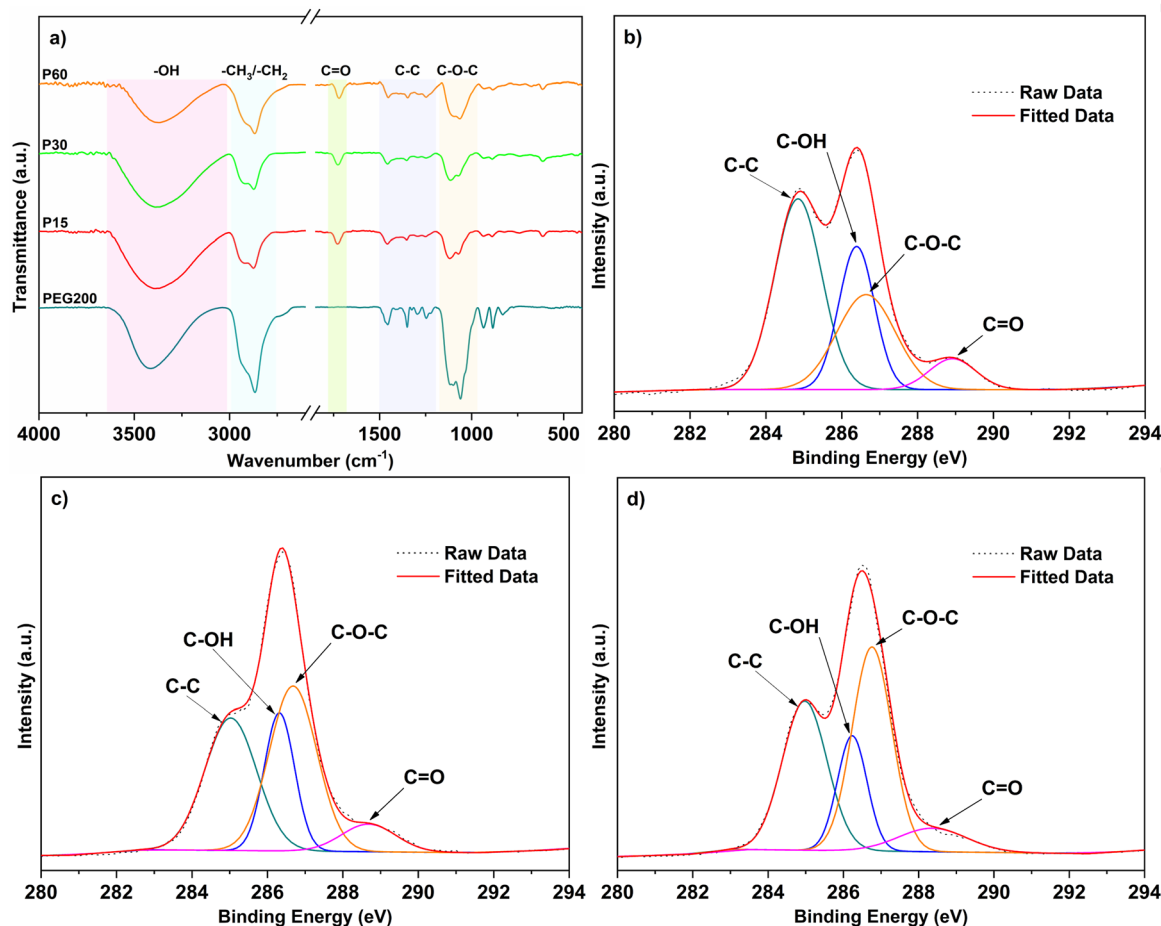 a)
-OH
-CH₃/-CH₂
C=O
C-C
C-O-C
P60
P30
P15
PEG200
Transmittance (a.u.)
4000 3500 3000 1500 1000 500
Wavenumber (cm⁻¹)
b)
Raw Data
Fitted Data
C-OH
C-C
C-O-C
C=O
Intensity (a.u.)
280 282 284 286 288 290 292 294
Binding Energy (eV)
c)
Raw Data
Fitted Data
C-OH
C-O-C
C-C
C=O
Intensity (a.u.)
280 282 284 286 288 290 292 294
Binding Energy (eV)
d)
Raw Data
Fitted Data
C-O-C
C-OH
C-C
C=O
Intensity (a.u.)
280 282 284 286 288 290 292 294
Binding Energy (eV)